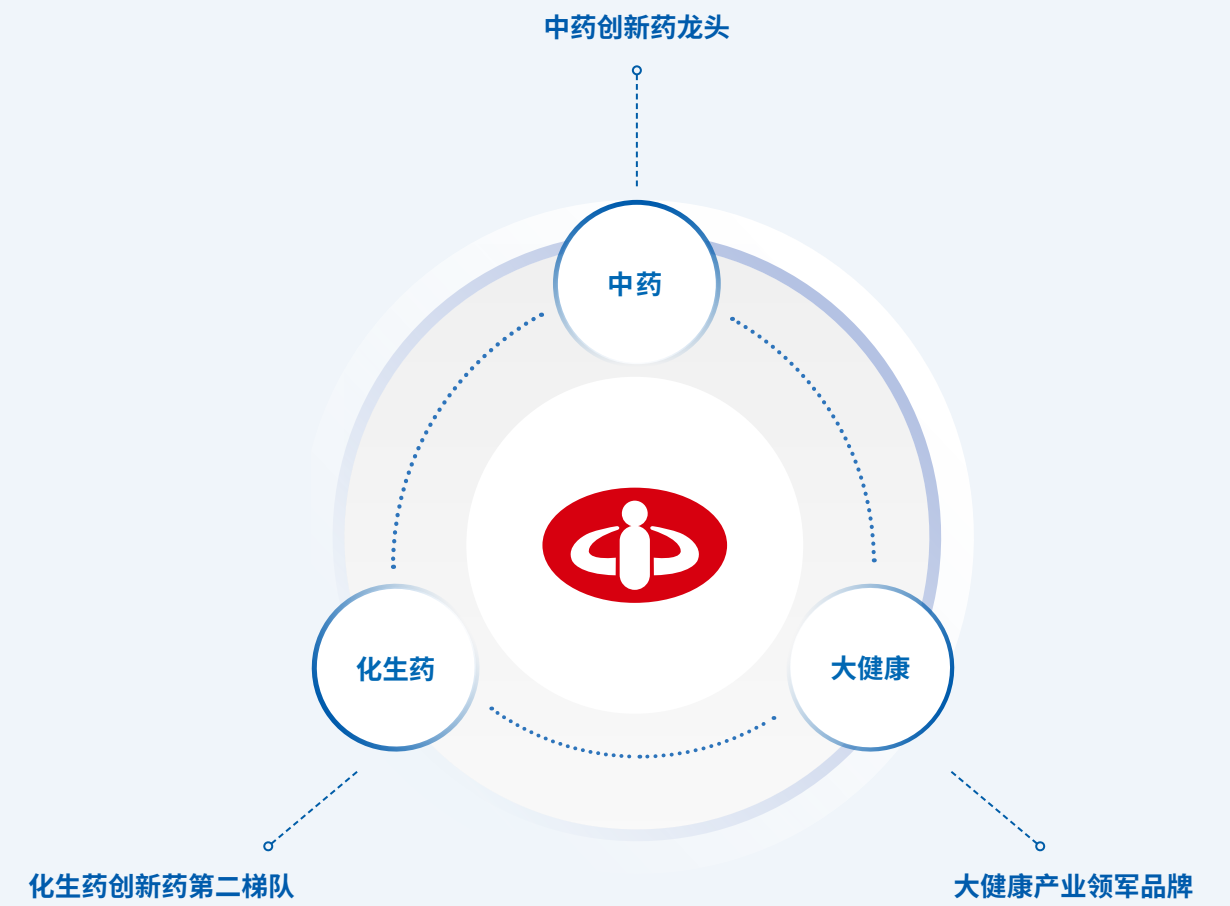 中药创新药龙头
中药
化生药
大健康
化生药创新药第二梯队
大健康产业领军品牌